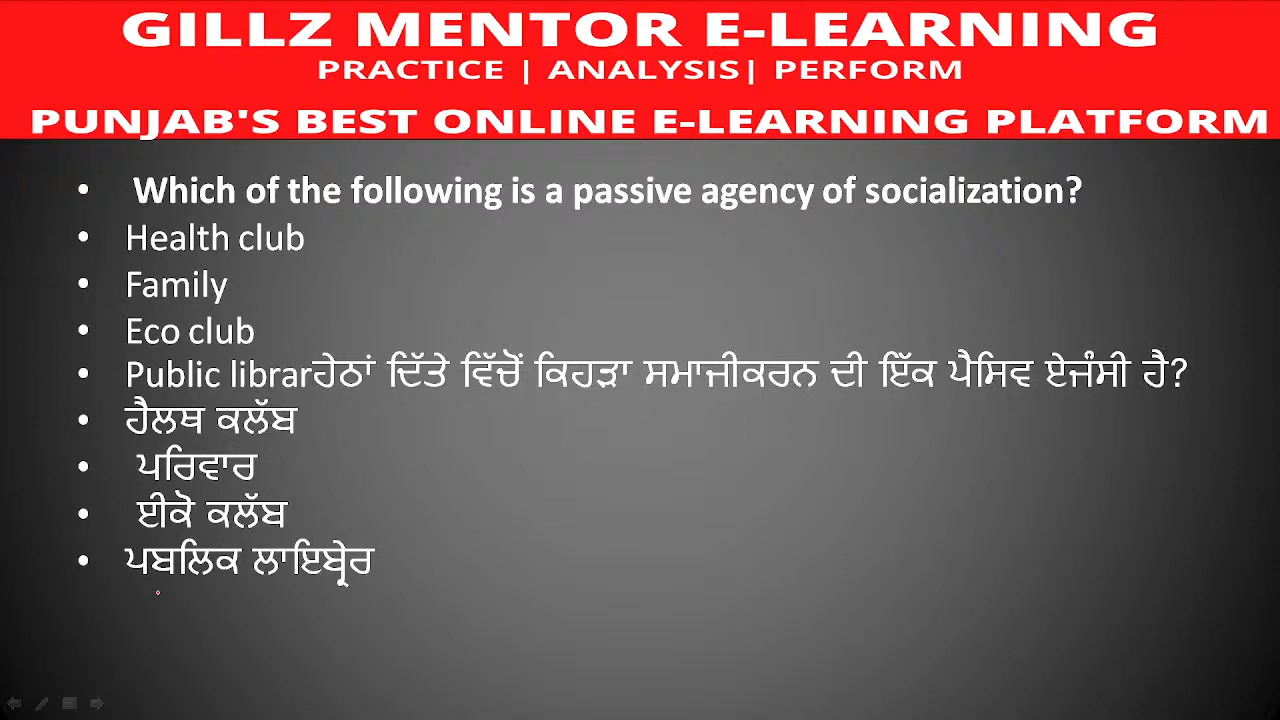 GILLZ MENTOR E-LEARNING
PRACTICE | ANALYSIS| PERFORM
PUNJAB'S BEST ONLINE E-LEARNING PLATFORM
• Which of the following is a passive agency of socialization?
• Health club
• Family
• Eco club
• Public librarਹੇਠਾਂ ਦਿੱਤੇ ਵਿੱਚੋਂ ਕਿਹੜਾ ਸਮਾਜੀਕਰਨ ਦੀ ਇੱਕ ਪੈਸਿਵ ਏਜੰਸੀ ਹੈ?
• ਹੈਲਥ ਕਲੱਬ
• ਪਰਿਵਾਰ
• ਈਕੋ ਕਲੱਬ
• ਪਬਲਿਕ ਲਾਇਬ੍ਰੇਰ